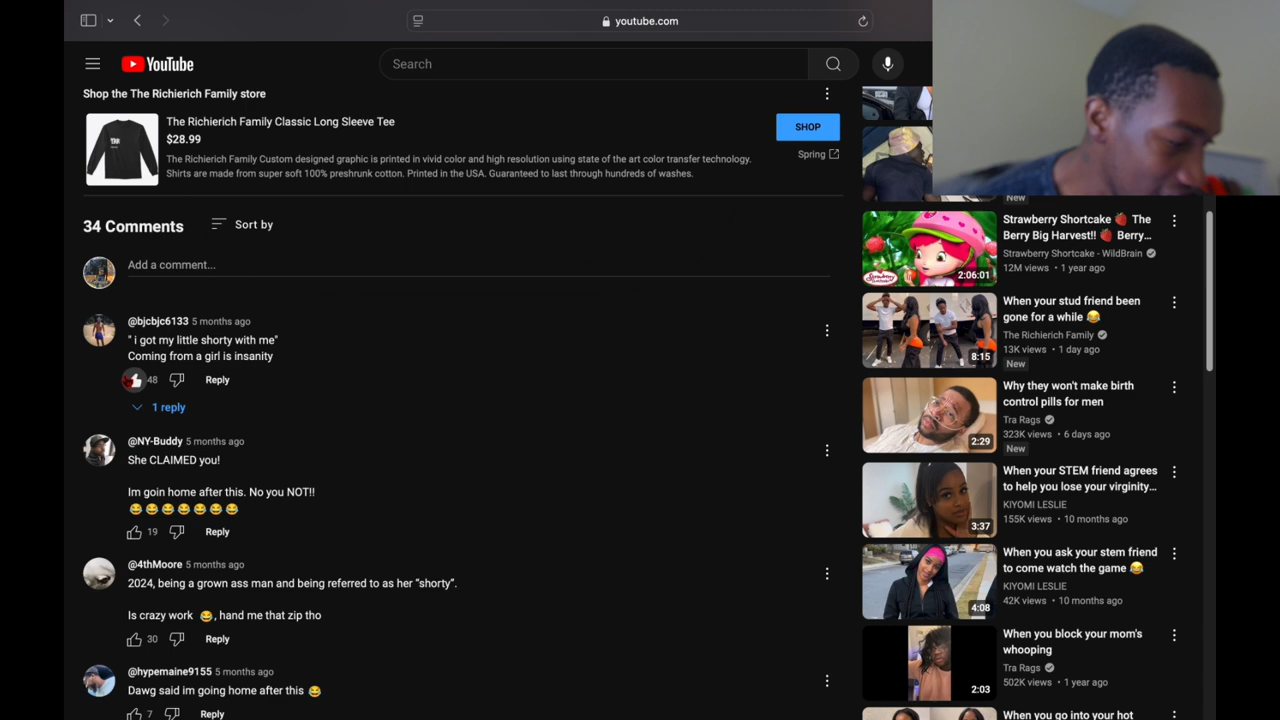 youtube.com
YouTube
Search
Shop the The Richierich Family store
The Richierich Family Classic Long Sleeve Tee
$28.99
The Richierich Family Custom designed graphic is printed in vivid color and high resolution using state of the art color transfer technology.
Shirts are made from super soft 100% preshrunk cotton. Printed in the USA. Guaranteed to last through hundreds of washes.
SHOP
Spring
34 Comments
Sort by
Add a comment...
@bjcbjc6133 5 months ago
" i got my little shorty with me"
Coming from a girl is insanity
48
Reply
1 reply
@NY-Buddy 5 months ago
She CLAIMED you!
Im goin home after this. No you NOT!!
😂😂😂😂😂😂😂
19
Reply
@4thMoore 5 months ago
2024, being a grown ass man and being referred to as her “shorty”.
Is crazy work 😂, hand me that zip tho
30
Reply
@hypemaine9155 5 months ago
Dawg said im going home after this 😂
7
Reply
New
Strawberry Shortcake 🍓 The
Berry Big Harvest!! 🍓 Berry...
Strawberry Shortcake - WildBrain
12M views • 1 year ago
2:06:01
When your stud friend been
gone for a while 😂
The Richierich Family
13K views • 1 day ago
New
8:15
Why they won't make birth
control pills for men
Tra Rags
323K views • 6 days ago
New
2:29
When your STEM friend agrees
to help you lose your virginity...
KIYOMI LESLIE
155K views • 10 months ago
3:37
When you ask your stem friend
to come watch the game 😂
KIYOMI LESLIE
42K views • 10 months ago
4:08
When you block your mom's
whooping
Tra Rags
502K views • 1 year ago
2:03
When you go into your hot